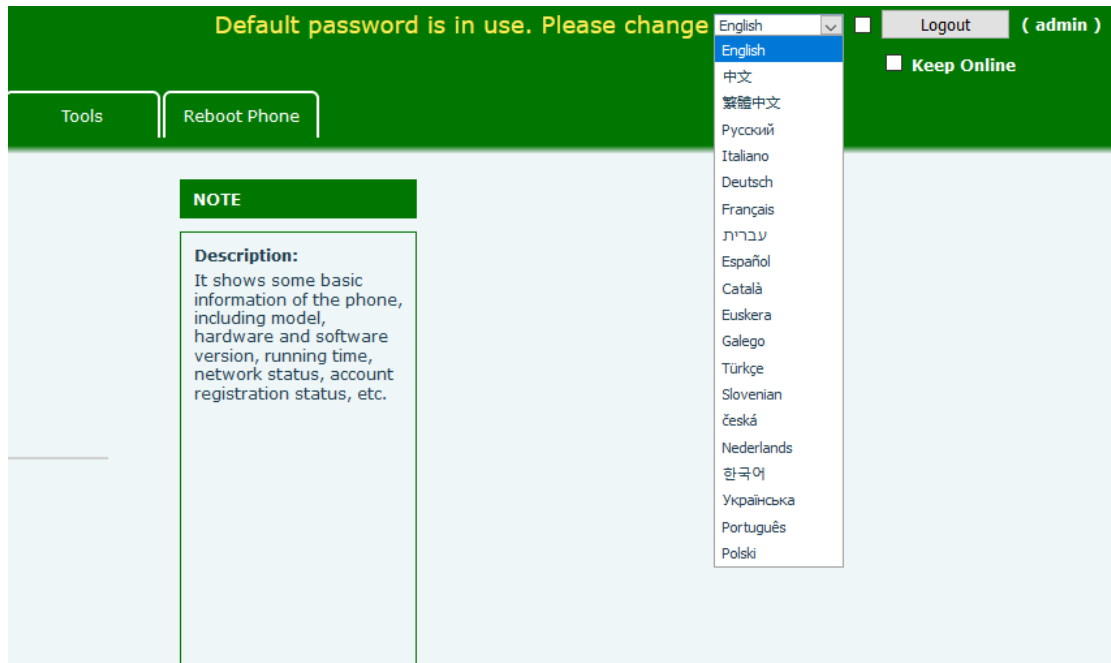 Default password is in use. Please change
English
Logout
( admin )
Keep Online
Tools
Reboot Phone
English
中文
繁體中文
Русский
Italiano
Deutsch
Français
עברית
Español
Català
Euskera
Galego
Türkçe
Slovenian
česká
Nederlands
한국어
Українська
Português
Polski
NOTE
Description:
It shows some basic
information of the phone,
including model,
hardware and software
version, running time,
network status, account
registration status, etc.